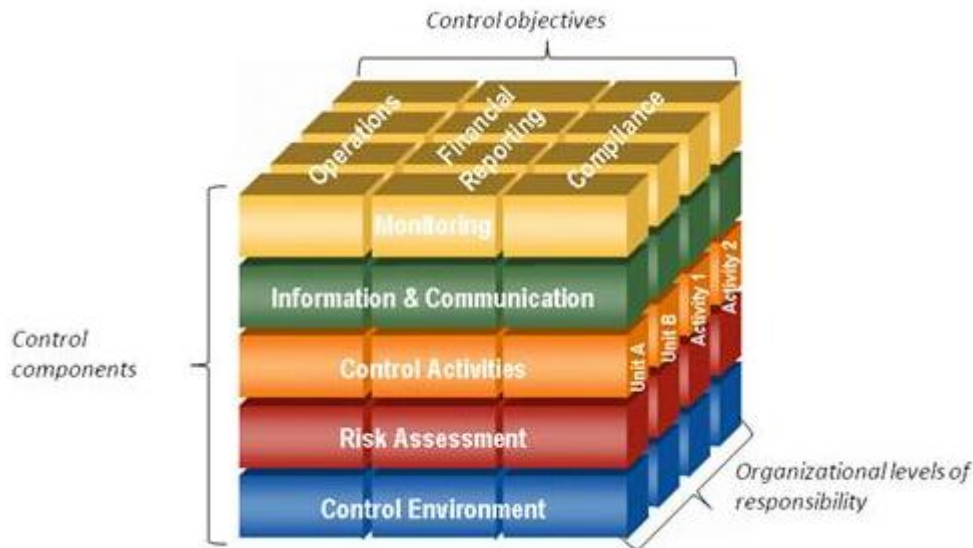 Control objectives
Operations
Financial
Reporting
Compliance
Monitoring
Information & Communication
Control Activities
Risk Assessment
Control Environment
Control
components
Unit A
Unit B
Activity 1
Activity 2
Organizational levels of
responsibility